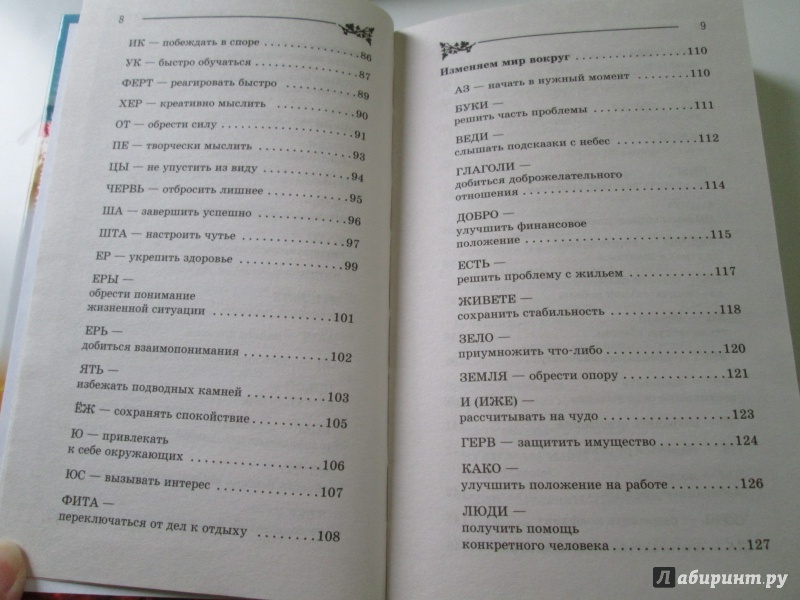 8
ИК — побеждать в споре ..................86
УК — быстро обучаться ..................87
ФЕРТ — реагировать быстро ..............89
ХЕР — креативно мыслить ................90
ОТ — обрести силу ......................91
ПЕ — творчески мыслить .................93
ЦЫ — не упустить из виду ...............94
ЧЕРВЬ — отбросить лишнее ...............95
ША — завершить успешно .................96
ШТА — настроить чутье ..................97
ЕР — укрепить здоровье .................99
ЕРЫ —
обрести понимание
жизненной ситуации ....................101
ЕРЬ —
добиться взаимопонимания ..............102
ЯТЬ —
избежать подводных камней .............103
ЁЖ — сохранять спокойствие ............105
Ю — привлекать
к себе окружающих .....................106
ЮС — вызывать интерес .................107
ФИТА —
переключаться от дел к отдыху .........108
9
Изменяем мир вокруг ...................110
АЗ — начать в нужный момент ...........110
БУКИ —
решить часть проблемы .................111
ВЕДИ —
слышать подсказки с небес .............112
ГЛАГОЛИ —
добиться доброжелательного
отношения .............................114
ДОБРО —
улучшить финансовое
положение .............................115
ЕСТЬ —
решить проблему с жильем ..............117
ЖИВЕТЕ —
сохранить стабильность ................118
ЗЕЛО —
приумножить что-либо ..................120
ЗЕМЛЯ — обрести опору .................121
И (ИЖЕ) —
рассчитывать на чудо ..................123
ГЕРВ — защитить имущество .............124
КАКО —
улучшить положение на работе ..........126
ЛЮДИ —
получить помощь
конкретного человека ..................127
Лабиринт.ру